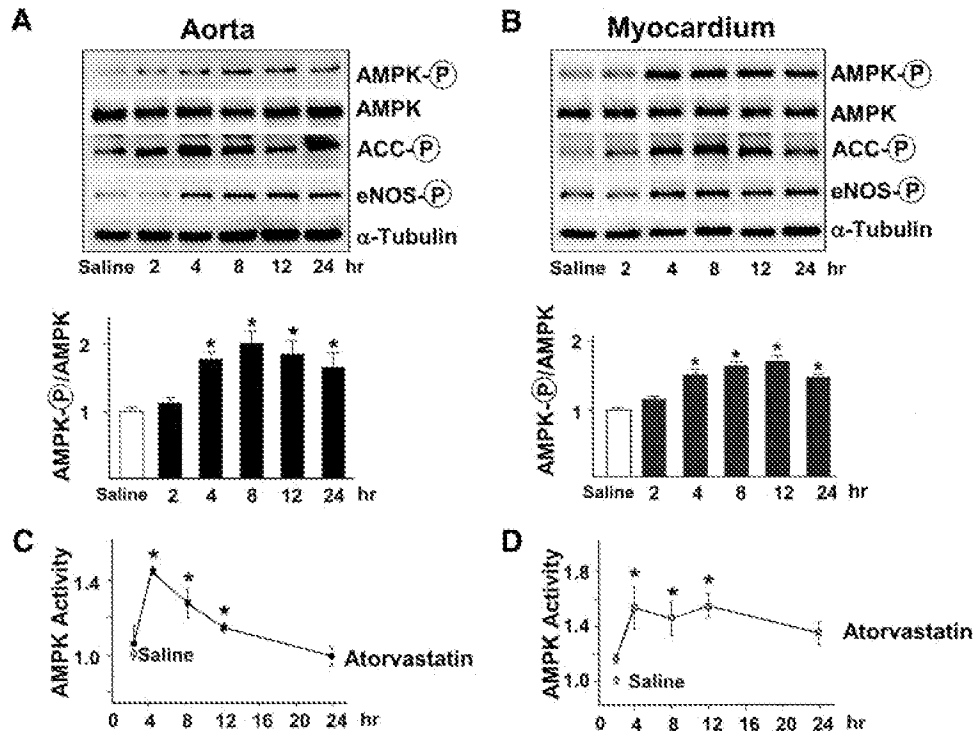 A
Aorta
AMPK-Ⓟ
AMPK
ACC-Ⓟ
eNOS-Ⓟ
α-Tubulin
Saline 2 4 8 12 24 hr
AMPK-Ⓟ/AMPK
2
1
* * * *
Saline 2 4 8 12 24 hr
B
Myocardium
AMPK-Ⓟ
AMPK
ACC-Ⓟ
eNOS-Ⓟ
α-Tubulin
Saline 2 4 8 12 24 hr
AMPK-Ⓟ/AMPK
2
1
* * * *
Saline 2 4 8 12 24 hr
C
AMPK Activity
1.4
1.0
* * *
Saline
Atorvastatin
0 4 8 12 16 20 24 hr
D
AMPK Activity
1.8
1.4
1.0
* * *
Saline
Atorvastatin
0 4 8 12 16 20 24 hr